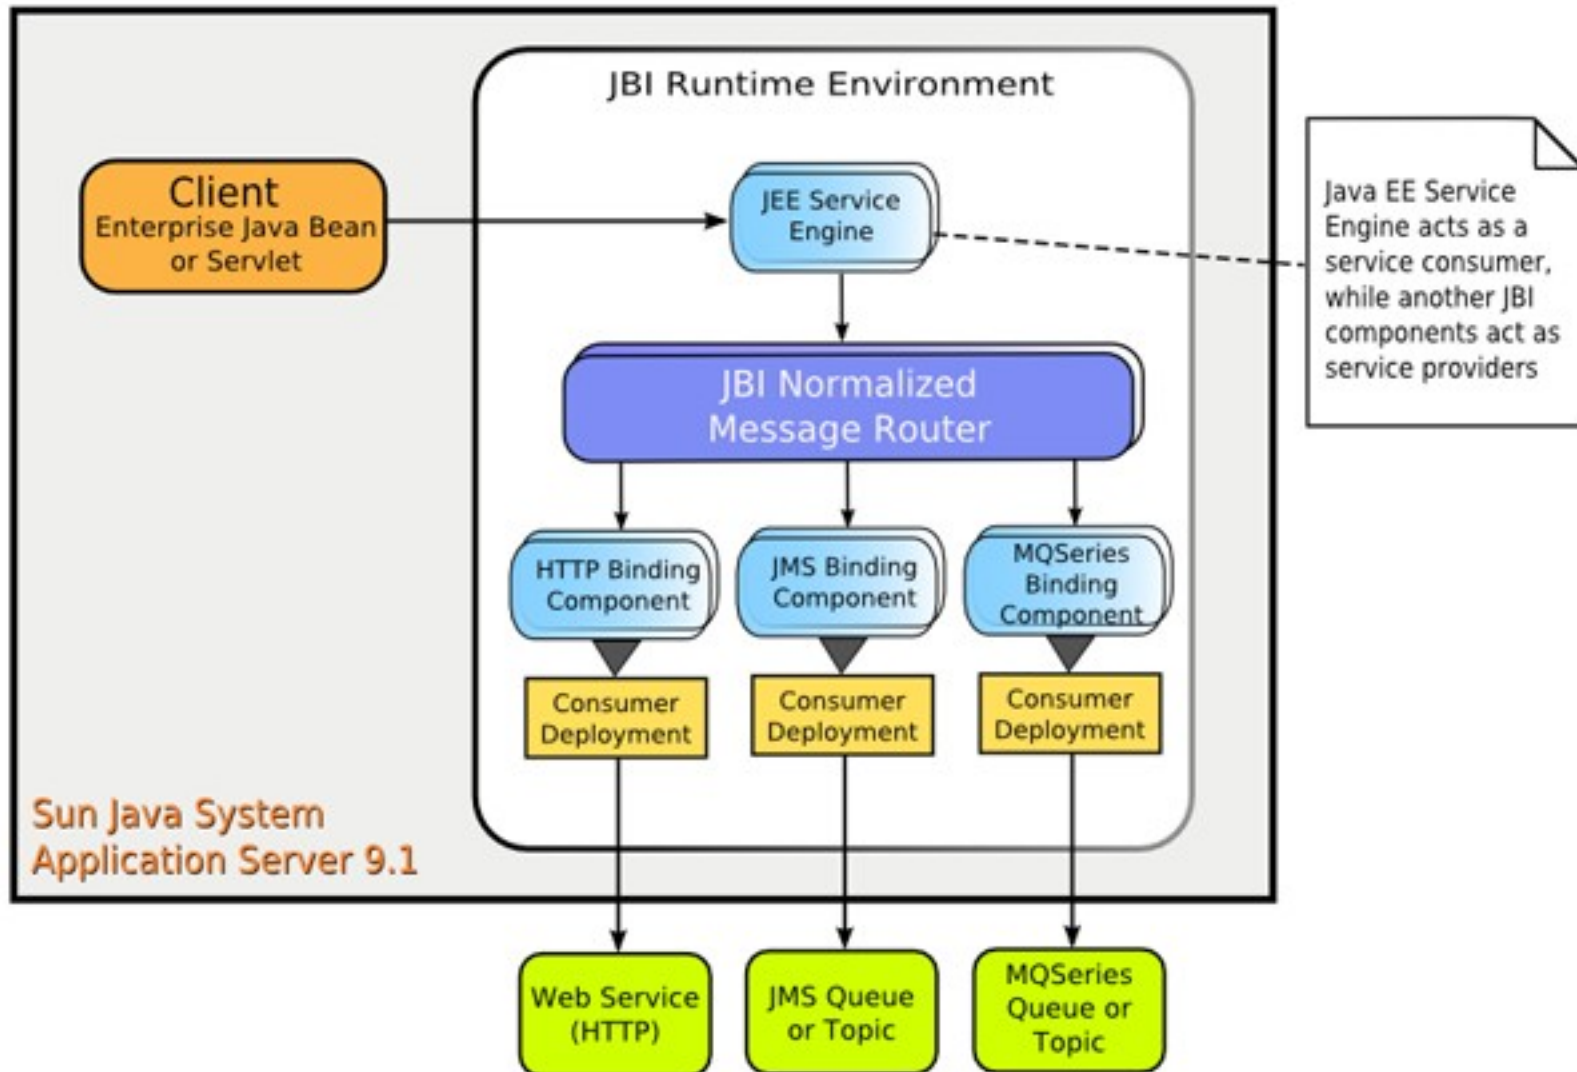 JBI Runtime Environment
Client
Enterprise Java Bean
or Servlet
JEE Service
Engine
Java EE Service
Engine acts as a
service consumer,
while another JBI
components act as
service providers
JBI Normalized
Message Router
HTTP Binding
Component
JMS Binding
Component
MQSeries
Binding
Component
Consumer
Deployment
Consumer
Deployment
Consumer
Deployment
Sun Java System
Application Server 9.1
Web Service
(HTTP)
JMS Queue
or Topic
MQSeries
Queue or
Topic